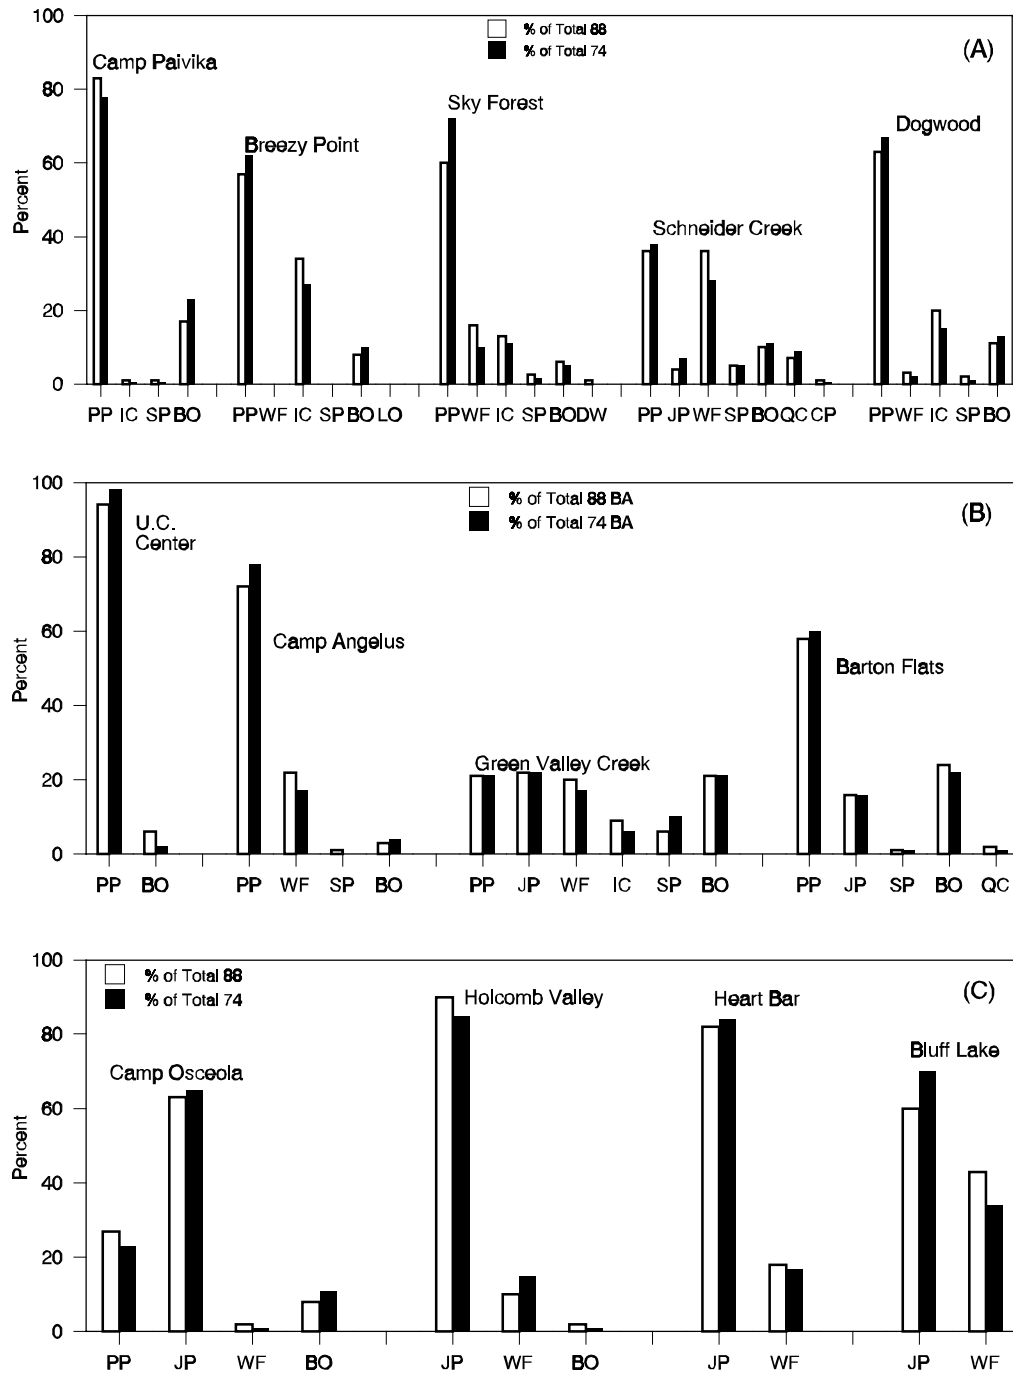 100
% of Total 88
% of Total 74
(A)
Camp Paivika
80
Sky Forest
Dogwood
Breezy Point
60
Percent
Schneider Creek
40
20
0
PP IC SP BO PP WF IC SP BO LO PP WF IC SP BO DW PP JP WF SP BO QC CP PP WF IC SP BO
100
% of Total 88 BA
% of Total 74 BA
(B)
U.C.
Center
80
Camp Angelus
60
Barton Flats
Percent
40
Green Valley Creek
20
0
PP BO PP WF SP BO PP JP WF IC SP BO PP JP SP BO QC
100
% of Total 88
% of Total 74
(C)
Holcomb Valley
Heart Bar
80
Bluff Lake
Camp Osceola
60
Percent
40
20
0
PP JP WF BO JP WF BO JP WF JP WF